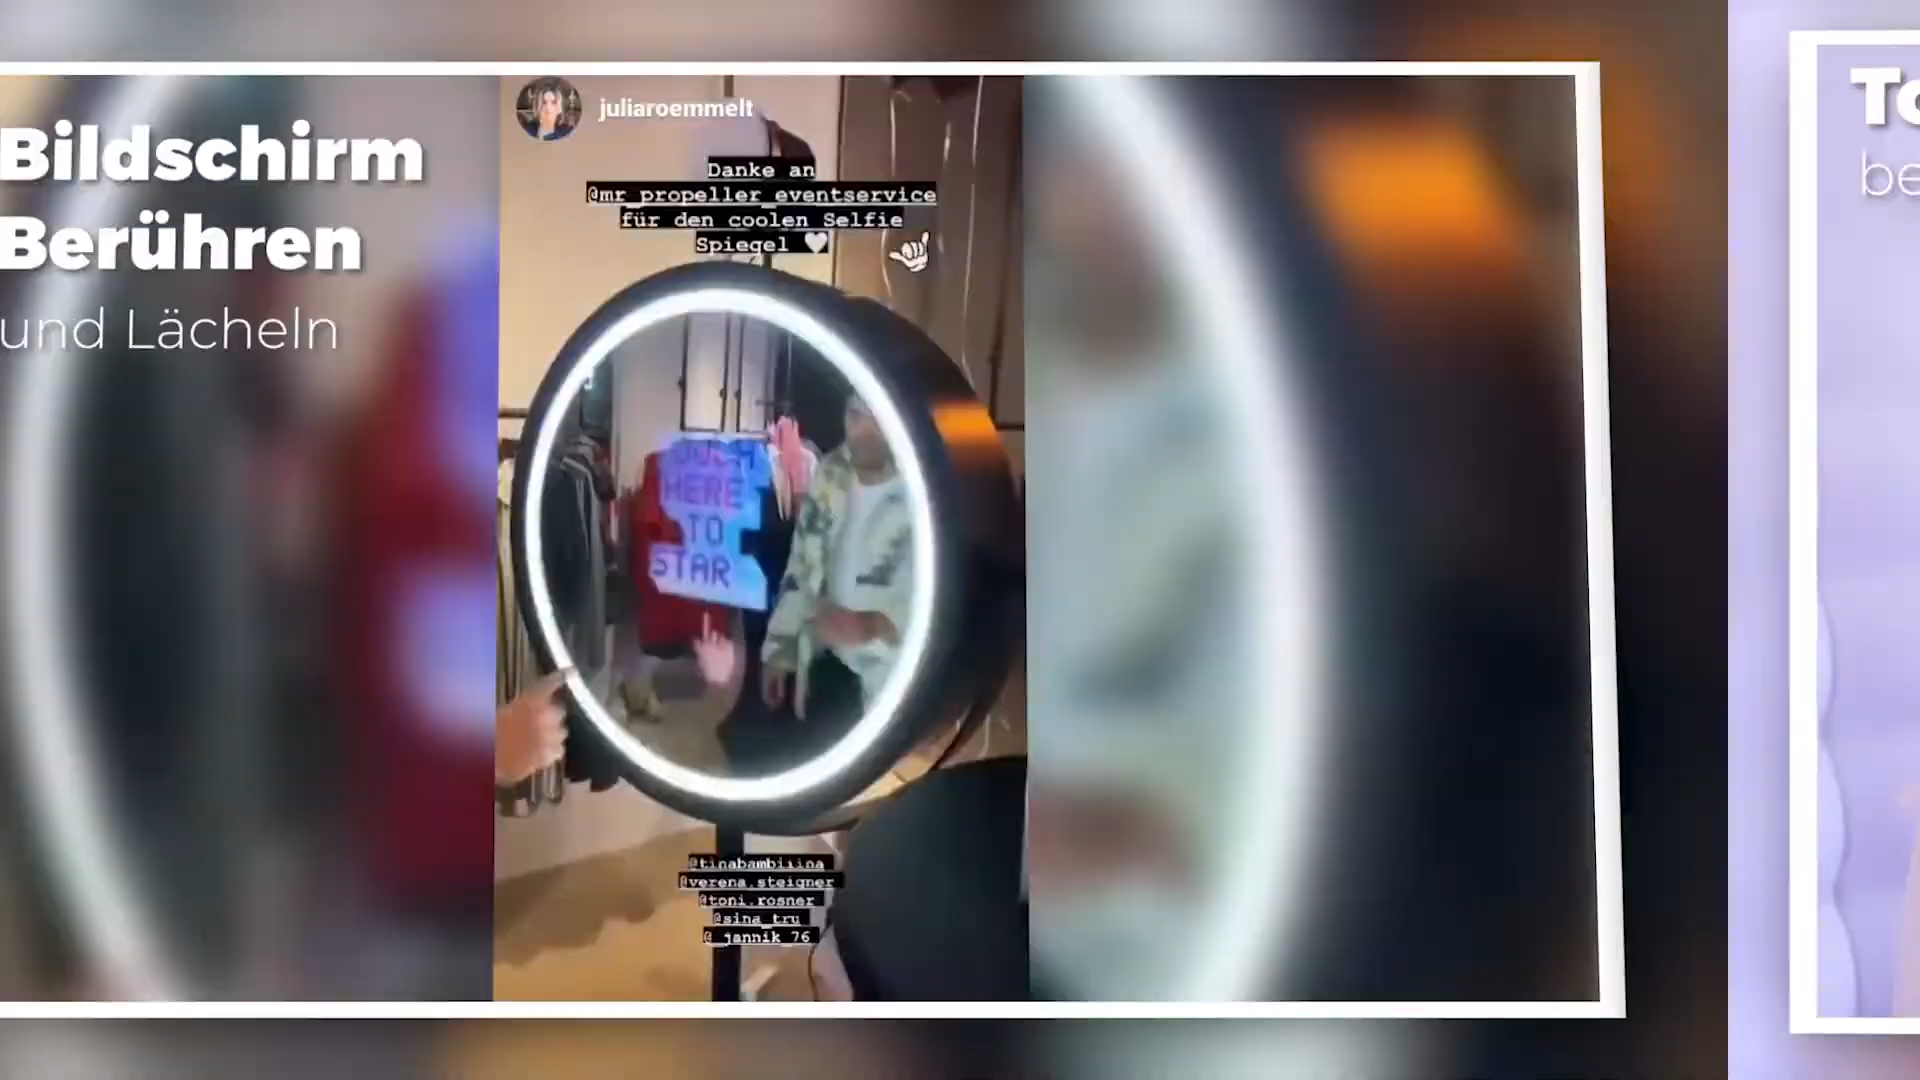 Bildschirm
Berühren
und Lächeln
juliaroemmelt
Danke an
@mr_propeller_eventservice
für den coolen Selfie
Spiegel 🤍
HERE
TO
STAR
@tinabambiiina
@verena.steigner
@toni.rosner
@sina_tru
@_jannik_76